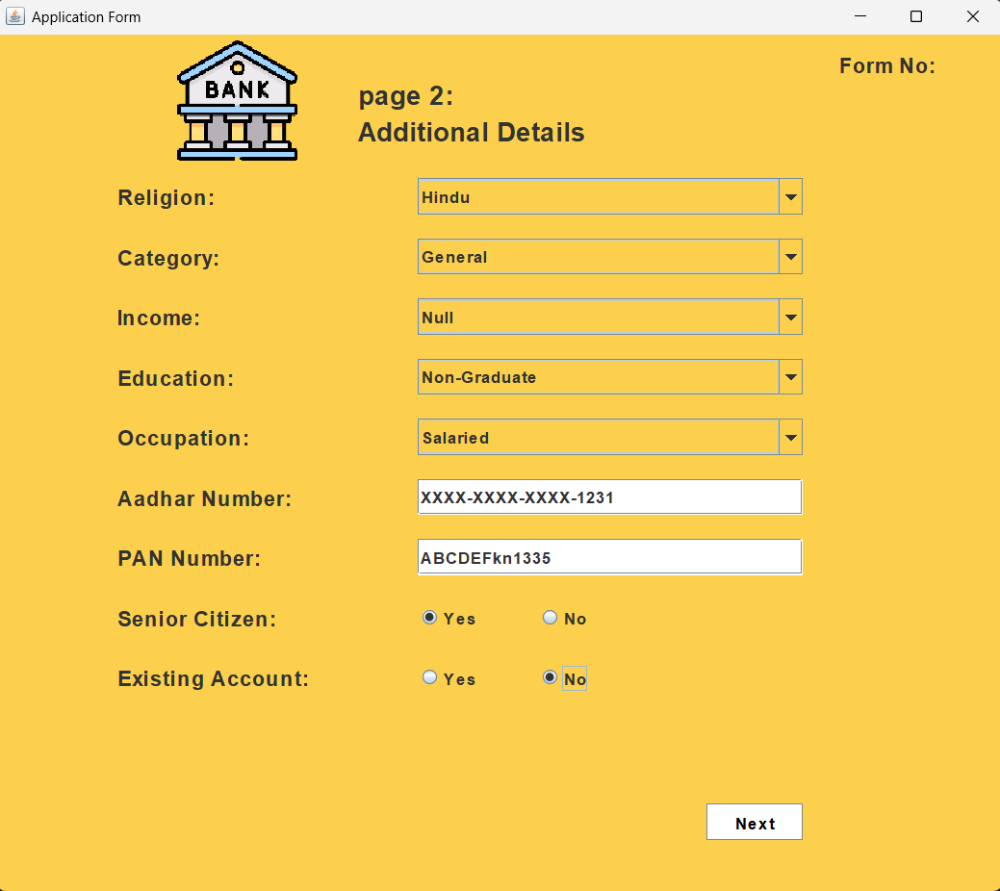 Application Form
BANK
Form No:
page 2:
Additional Details
Religion: Hindu
Category: General
Income: Null
Education: Non-Graduate
Occupation: Salaried
Aadhar Number: XXXX-XXXX-XXXX-1231
PAN Number: ABCDEFkn1335
Senior Citizen: Yes No
Existing Account: Yes No
Next